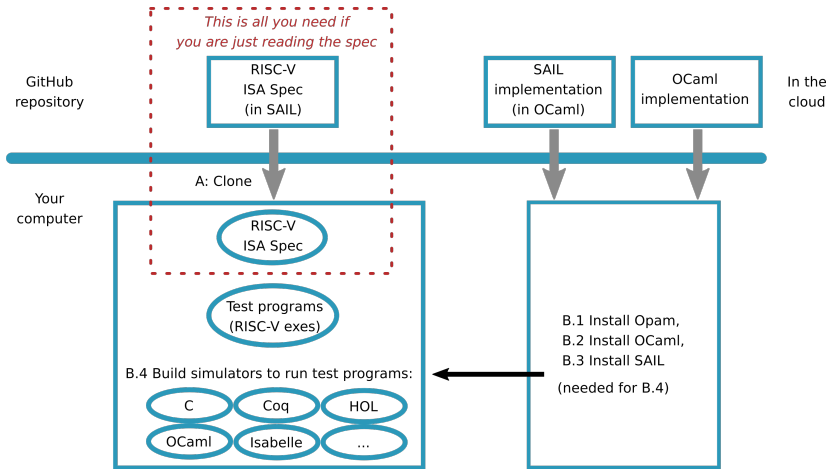 This is all you need if
you are just reading the spec
GitHub
repository
RISC-V
ISA Spec
(in SAIL)
SAIL
implementation
(in OCaml)
OCaml
implementation
In the
cloud
A: Clone
Your
computer
RISC-V
ISA Spec
Test programs
(RISC-V exes)
B.4 Build simulators to run test programs:
C
Coq
HOL
OCaml
Isabelle
...
B.1 Install Opam,
B.2 Install OCaml,
B.3 Install SAIL
(needed for B.4)